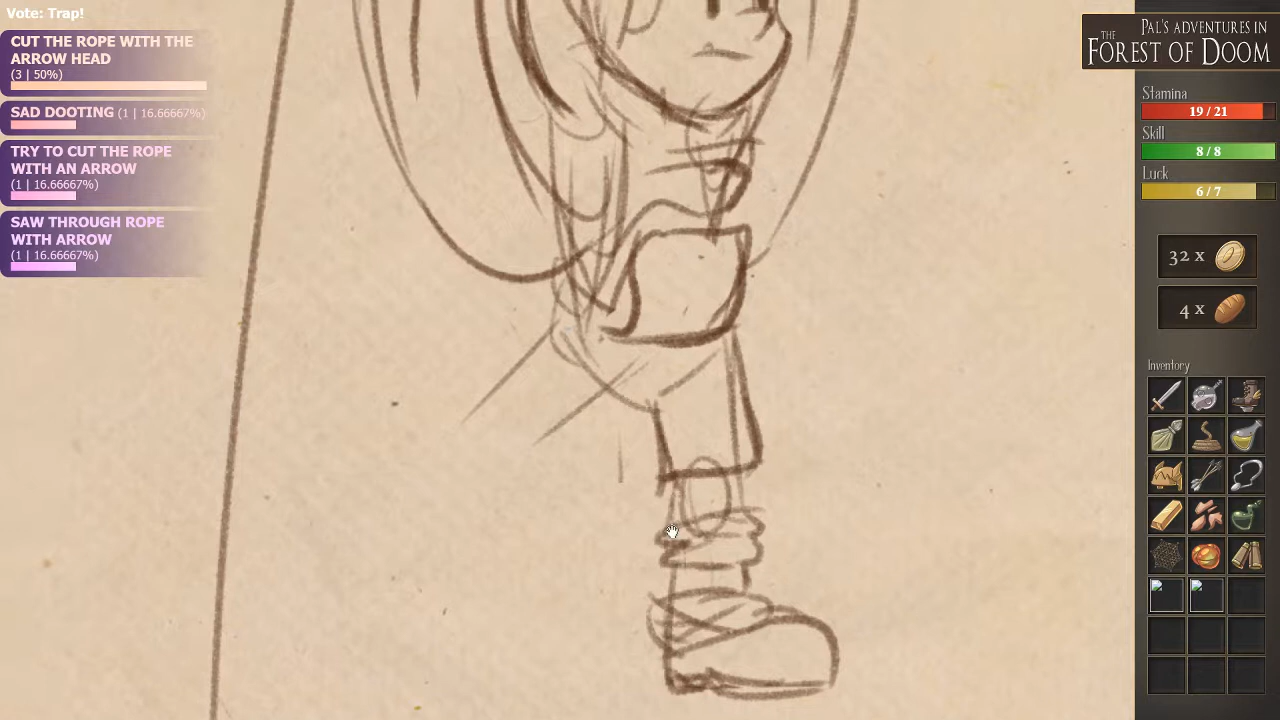 Vote: Trap!
CUT THE ROPE WITH THE
ARROW HEAD
(3 | 50%)
SAD DOOTING (1 | 16.66667%)
TRY TO CUT THE ROPE
WITH AN ARROW
(1 | 16.66667%)
SAW THROUGH ROPE
WITH ARROW
(1 | 16.66667%)
PAL'S ADVENTURES IN
THE FOREST OF DOOM
Stamina
19 / 21
Skill
8 / 8
Luck
6 / 7
32 x
4 x
Inventory